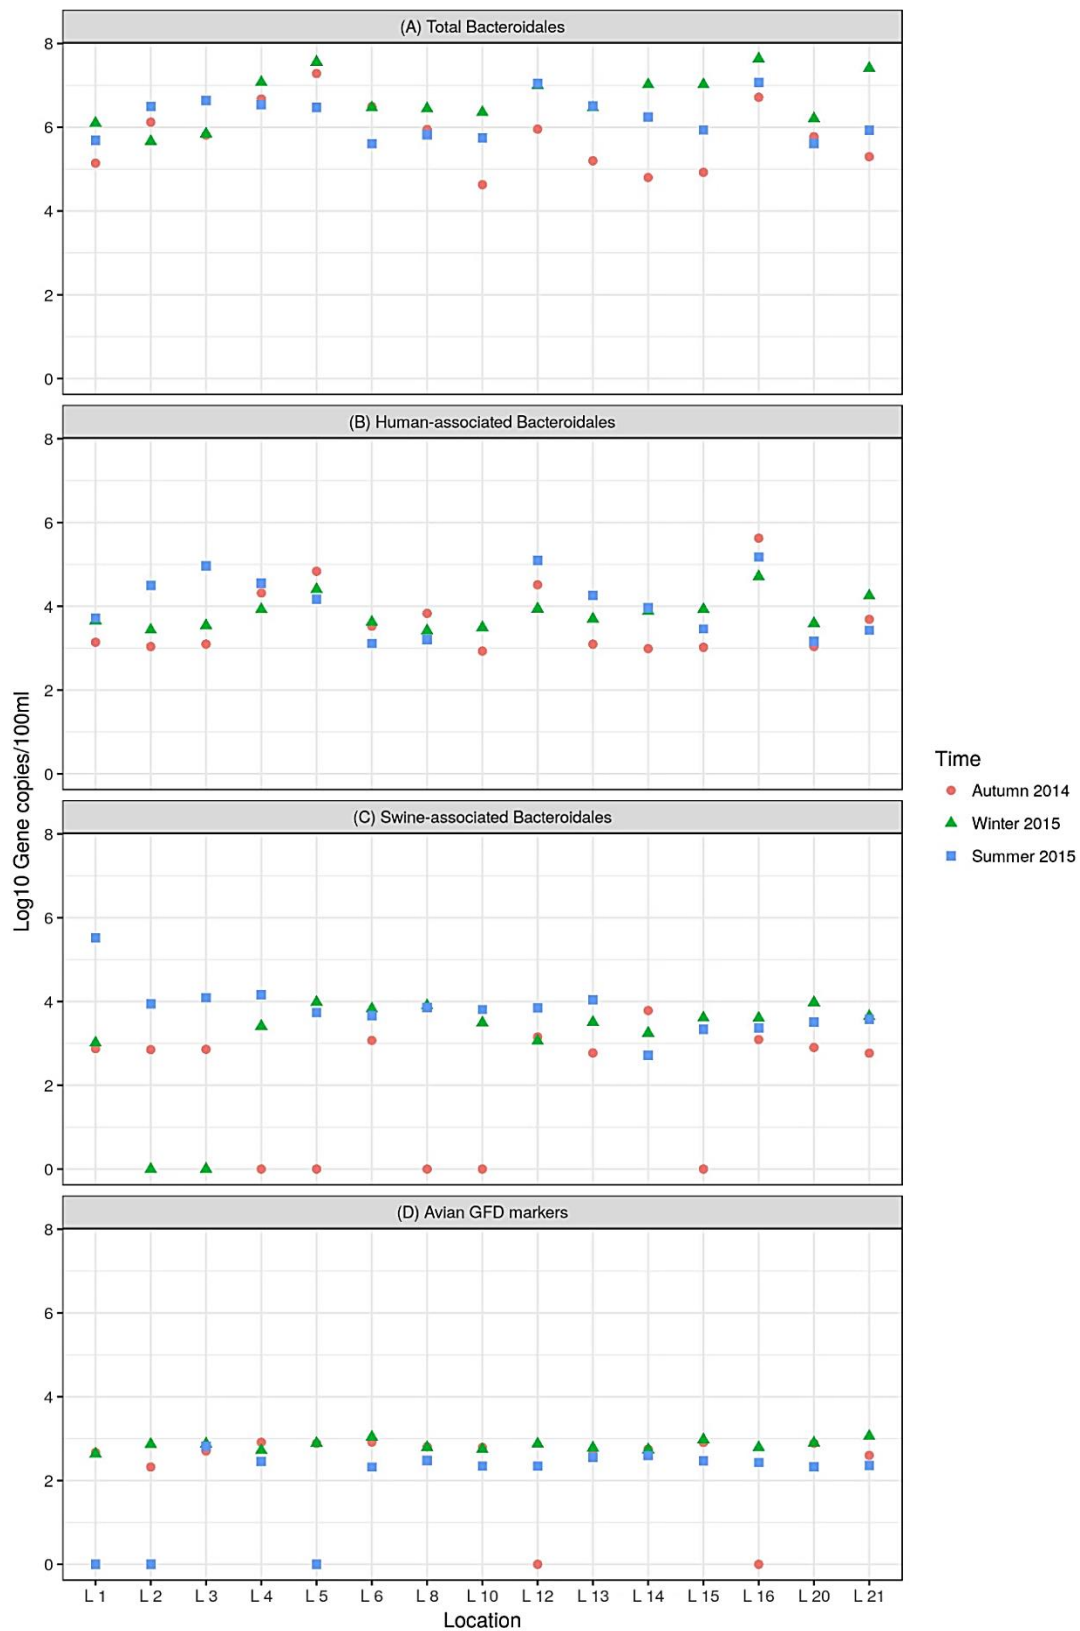 (A) Total Bacteroidales
8
6
4
2
0
(B) Human-associated Bacteroidales
8
6
4
2
0
(C) Swine-associated Bacteroidales
8
6
4
2
0
(D) Avian GFD markers
8
6
4
2
0
L 1 L 2 L 3 L 4 L 5 L 6 L 8 L 10 L 12 L 13 L 14 L 15 L 16 L 20 L 21
Location
Log10 Gene copies/100ml
Time
Autumn 2014
Winter 2015
Summer 2015